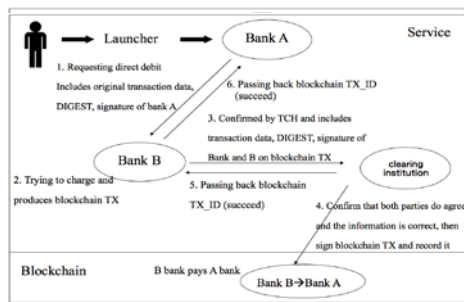 Launcher
Bank A
Service
1. Requesting direct debit
Includes original transaction data,
DIGEST, signature of bank A
6. Passing back blockchain TX_ID
(succeed)
3. Confirmed by TCH and includes
transaction data, DIGEST, signature of
Bank and B on blockchain TX
Bank B
clearing
institution
2. Trying to charge and
produces blockchain TX
5. Passing back blockchain
TX_ID (succeed)
4. Confirm that both parties do agree
and the information is correct, then
sign blockchain TX and record it
Blockchain
B bank pays A bank
Bank B→Bank A